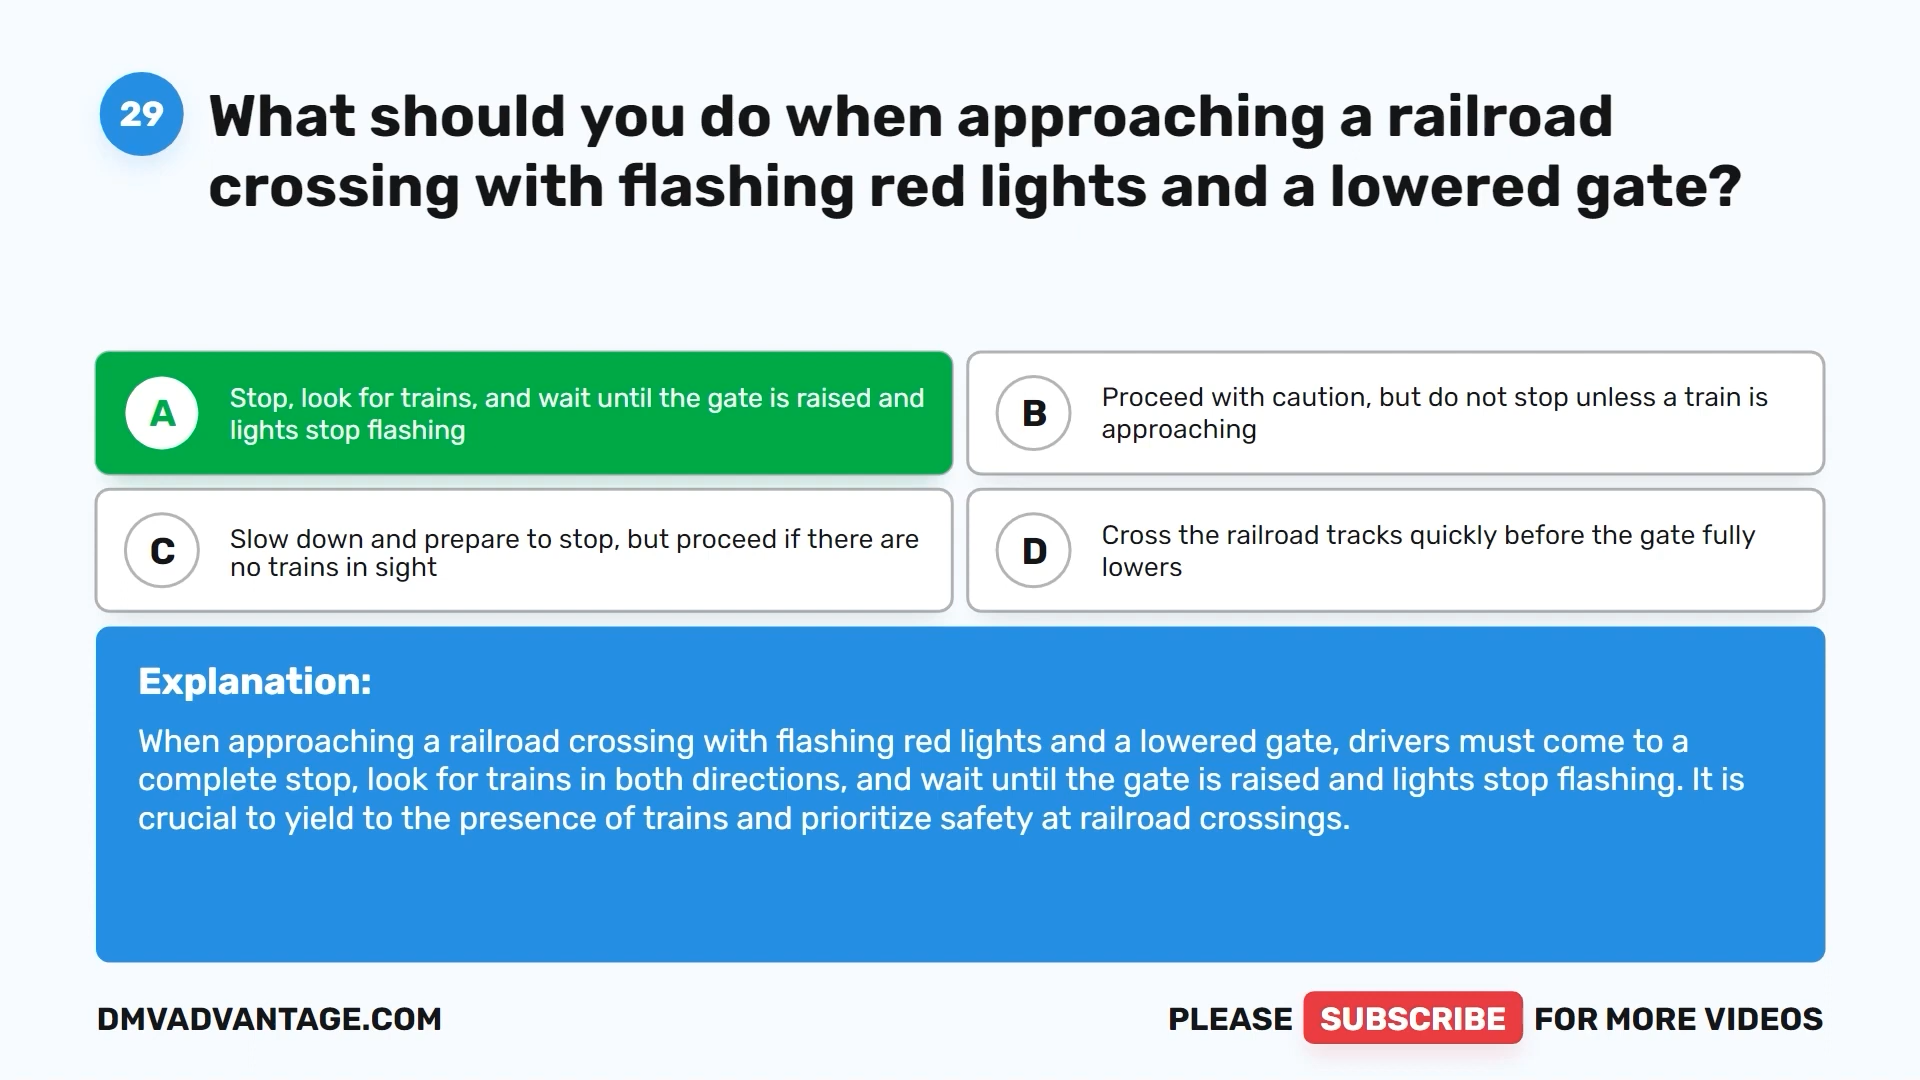 29
What should you do when approaching a railroad
crossing with flashing red lights and a lowered gate?
A
Stop, look for trains, and wait until the gate is raised and
lights stop flashing
B
Proceed with caution, but do not stop unless a train is
approaching
C
Slow down and prepare to stop, but proceed if there are
no trains in sight
D
Cross the railroad tracks quickly before the gate fully
lowers
Explanation:
When approaching a railroad crossing with flashing red lights and a lowered gate, drivers must come to a
complete stop, look for trains in both directions, and wait until the gate is raised and lights stop flashing. It is
crucial to yield to the presence of trains and prioritize safety at railroad crossings.
DMVADVANTAGE.COM
PLEASE SUBSCRIBE FOR MORE VIDEOS